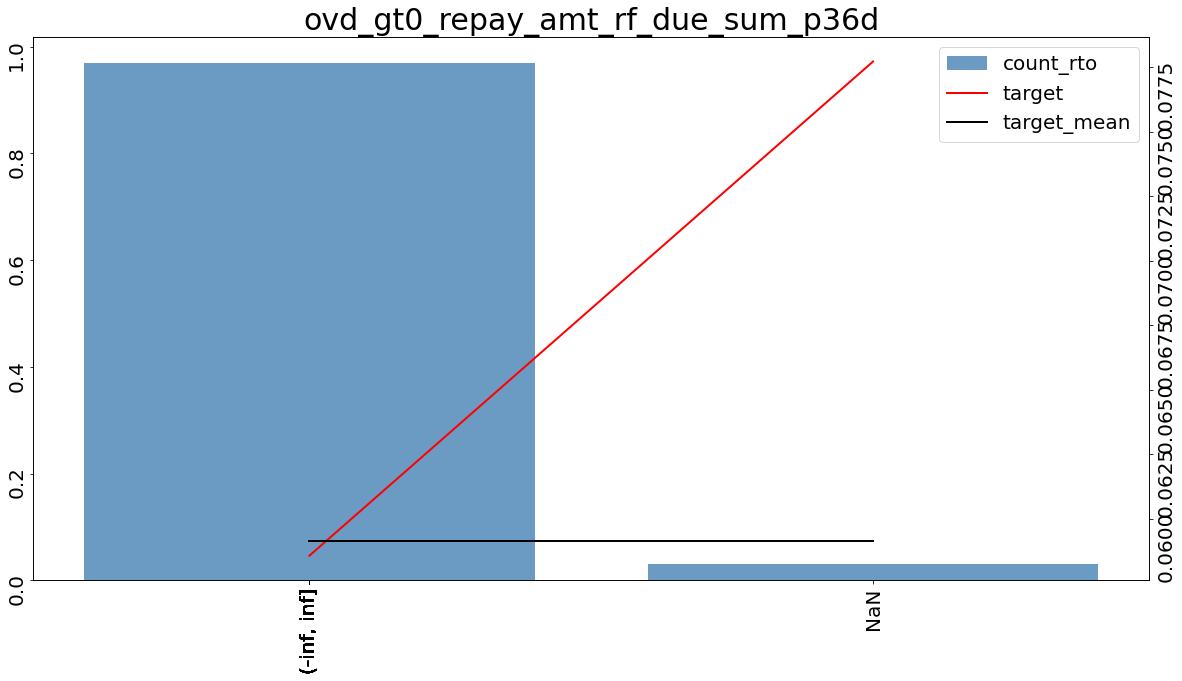 ovd_gt0_repay_amt_rf_due_sum_p36d
1.0
0.8
0.6
0.4
0.2
0.0
count_rto
target
target_mean
0.0775
0.0750
0.0725
0.0700
0.0675
0.0650
0.0625
0.0600
(-inf, inf]
NaN